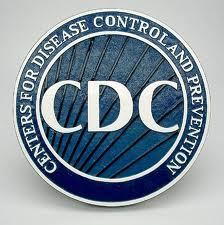 CENTERS FOR DISEASE CONTROL AND PREVENTION
CDC